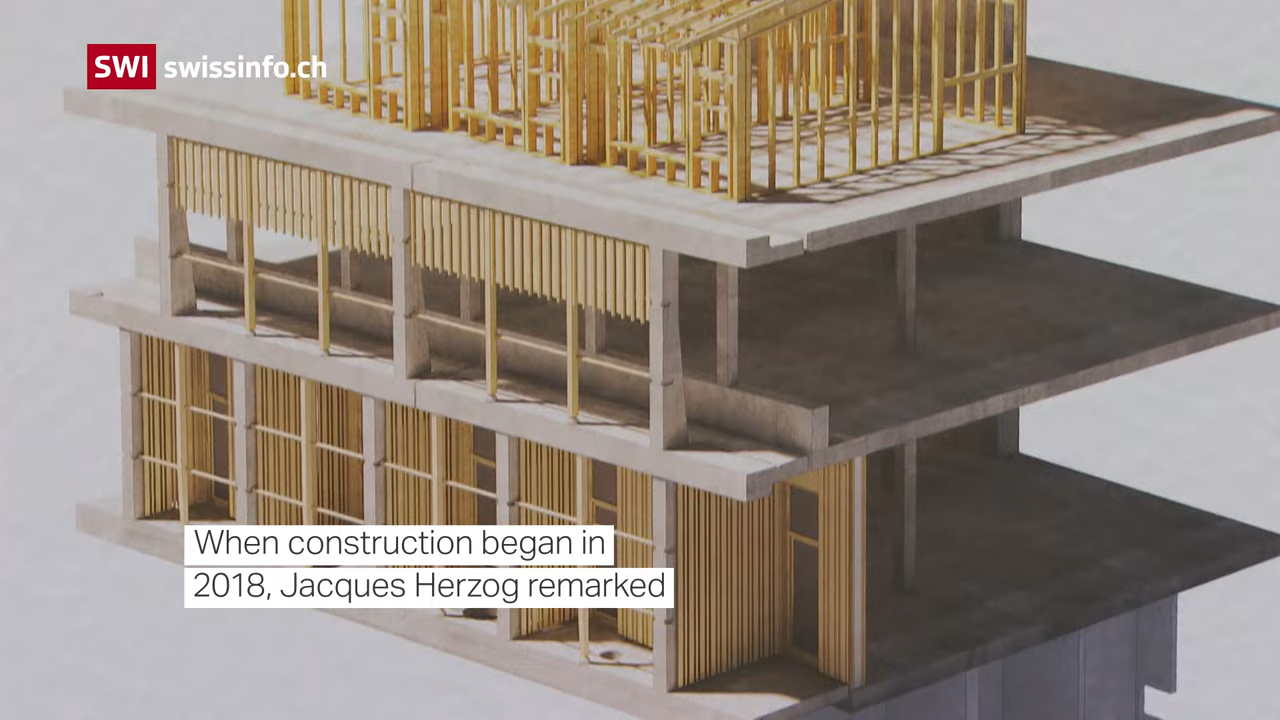 SWI swissinfo.ch
When construction began in
2018, Jacques Herzog remarked